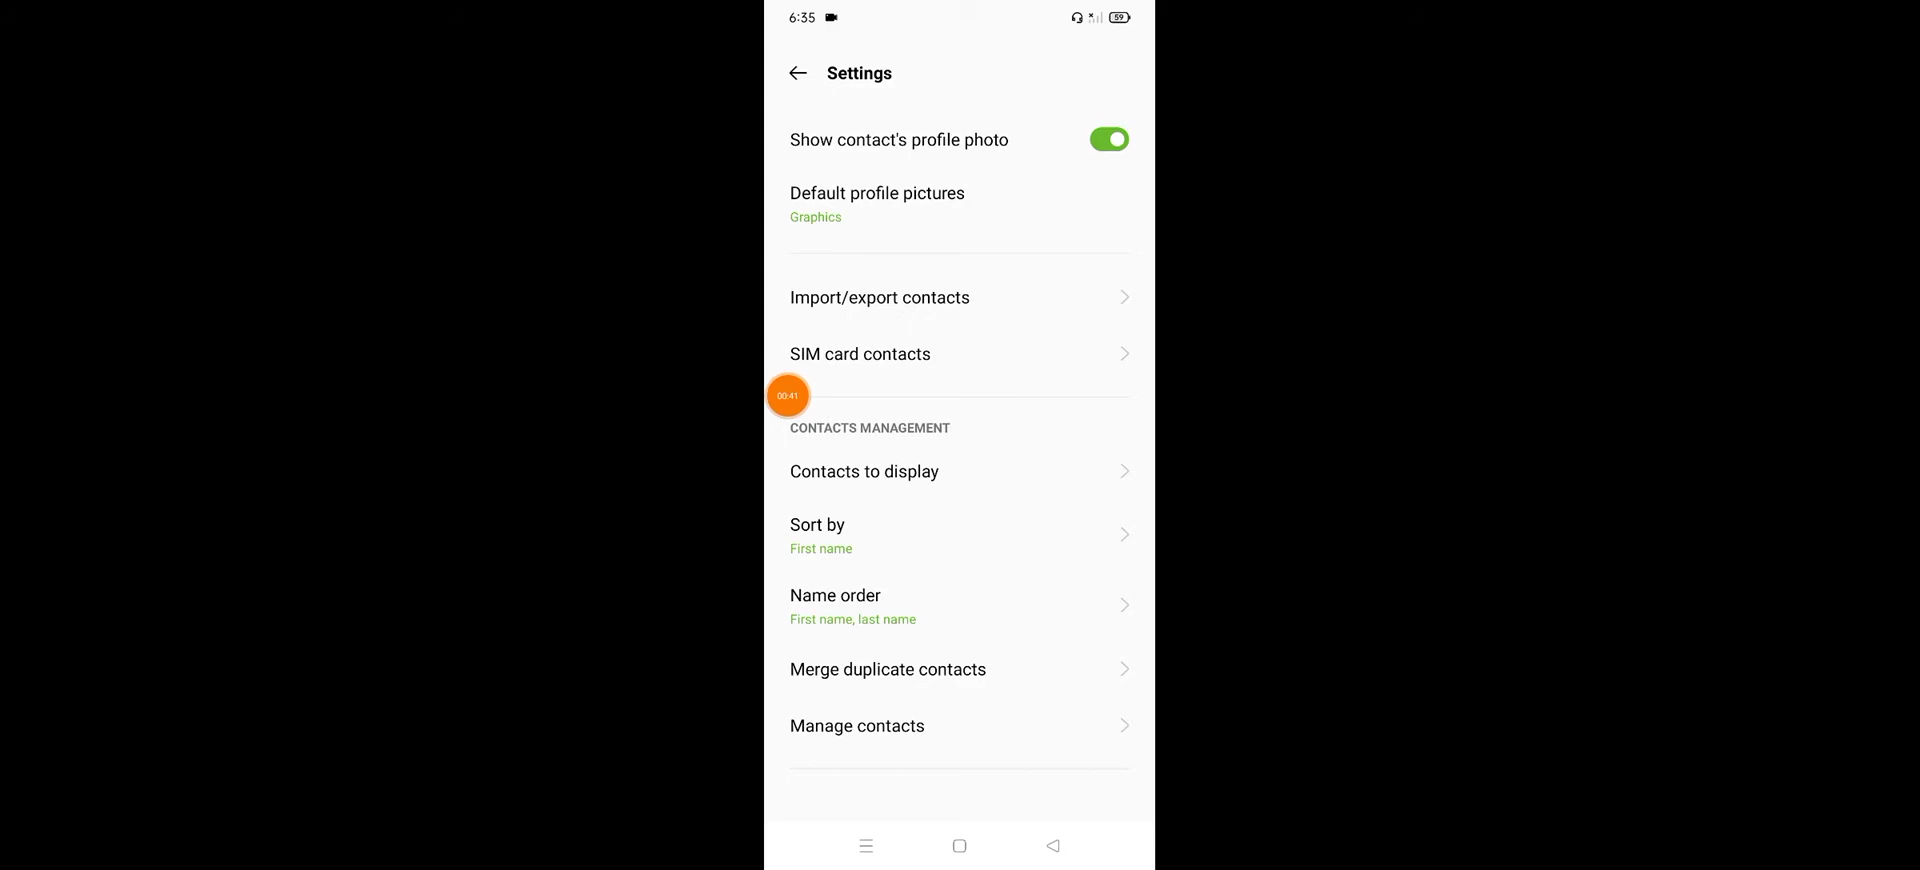 6:35
59
Settings
Show contact's profile photo
Default profile pictures
Graphics
Import/export contacts
SIM card contacts
00:41
CONTACTS MANAGEMENT
Contacts to display
Sort by
First name
Name order
First name, last name
Merge duplicate contacts
Manage contacts